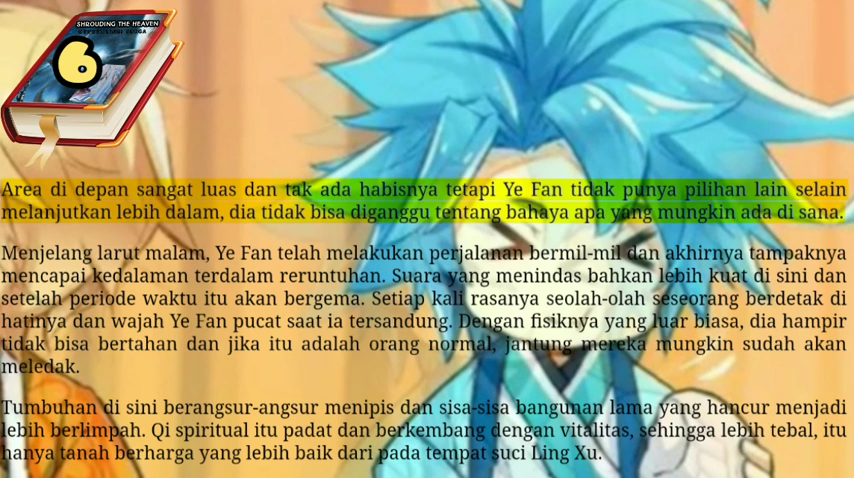 SHROUDING THE HEAVEN
6
Area di depan sangat luas dan tak ada habisnya tetapi Ye Fan tidak punya pilihan lain selain
melanjutkan lebih dalam, dia tidak bisa diganggu tentang bahaya apa yang mungkin ada di sana.
Menjelang larut malam, Ye Fan telah melakukan perjalanan bermil-mil dan akhirnya tampaknya
mencapai kedalaman terdalam reruntuhan. Suara yang menindas bahkan lebih kuat di sini dan
setelah periode waktu itu akan bergema. Setiap kali rasanya seolah-olah seseorang berdetak di
hatinya dan wajah Ye Fan pucat saat ia tersandung. Dengan fisiknya yang luar biasa, dia hampir
tidak bisa bertahan dan jika itu adalah orang normal, jantung mereka mungkin sudah akan
meledak.
Tumbuhan di sini berangsur-angsur menipis dan sisa-sisa bangunan lama yang hancur menjadi
lebih berlimpah. Qi spiritual itu padat dan berkembang dengan vitalitas, sehingga lebih tebal, itu
hanya tanah berharga yang lebih baik dari pada tempat suci Ling Xu.